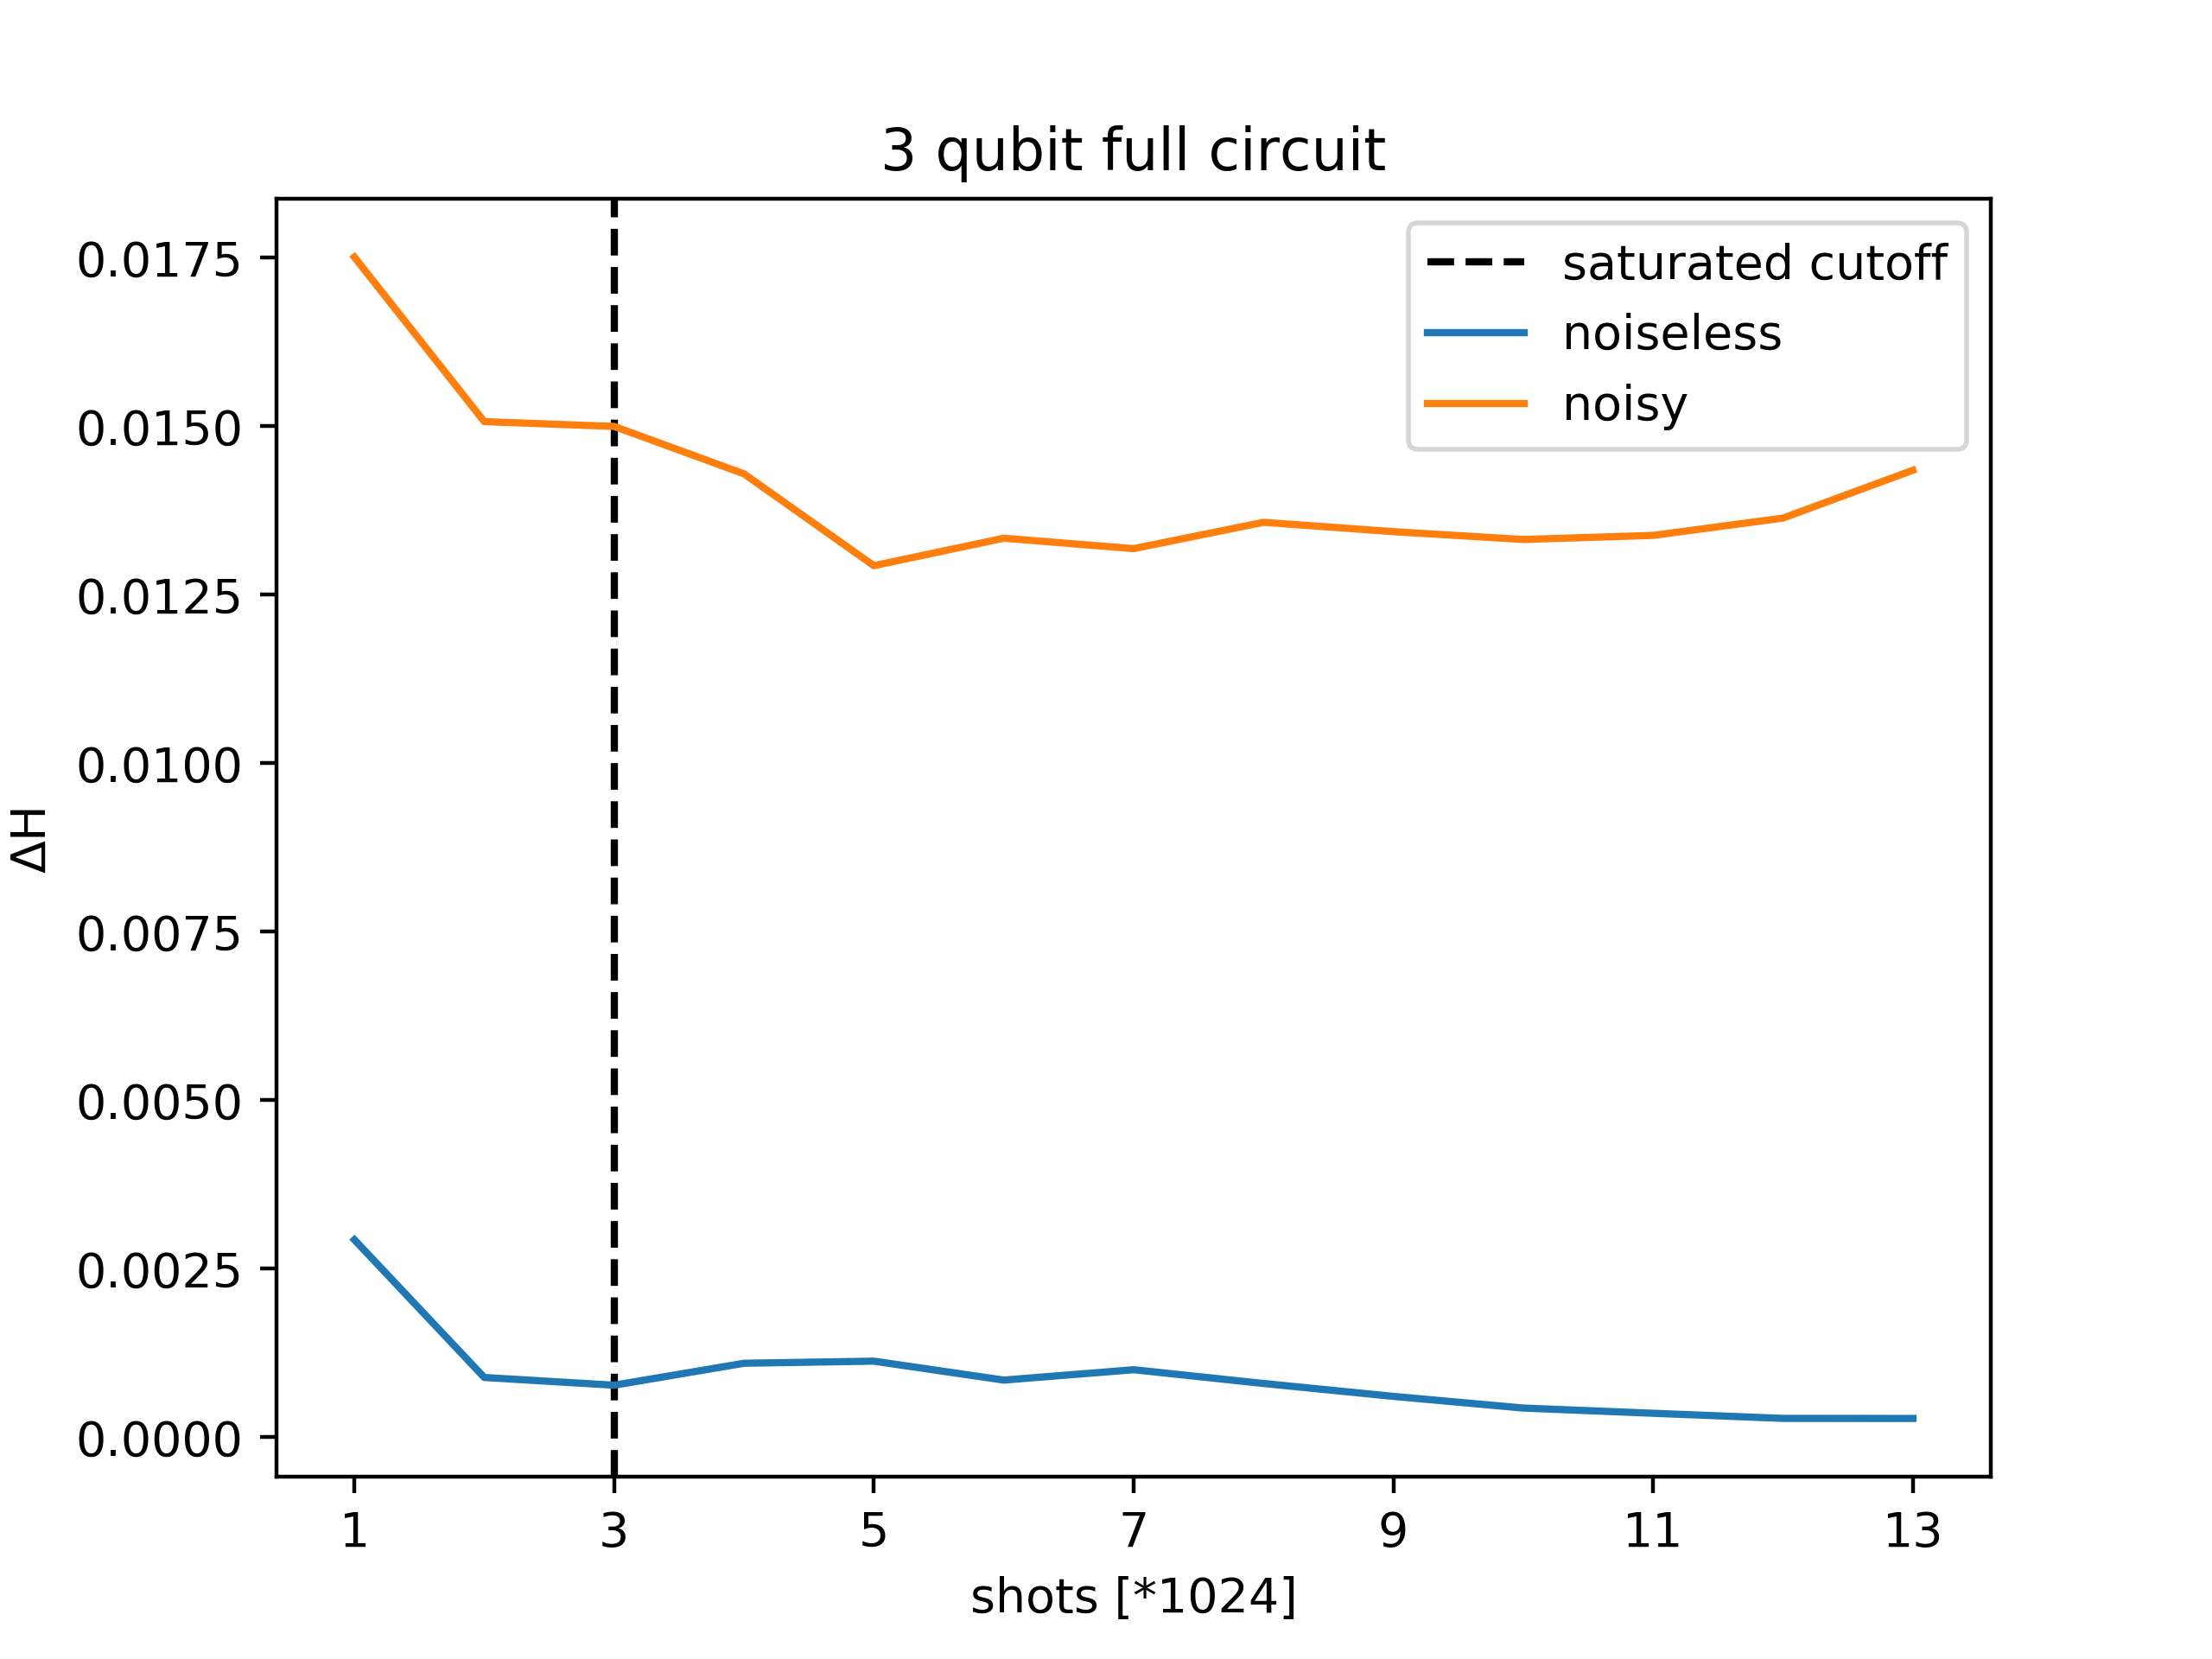 3 qubit full circuit
saturated cutoff
noiseless
noisy
0.0175
0.0150
0.0125
0.0100
0.0075
0.0050
0.0025
0.0000
ΔH
1 3 5 7 9 11 13
shots [*1024]